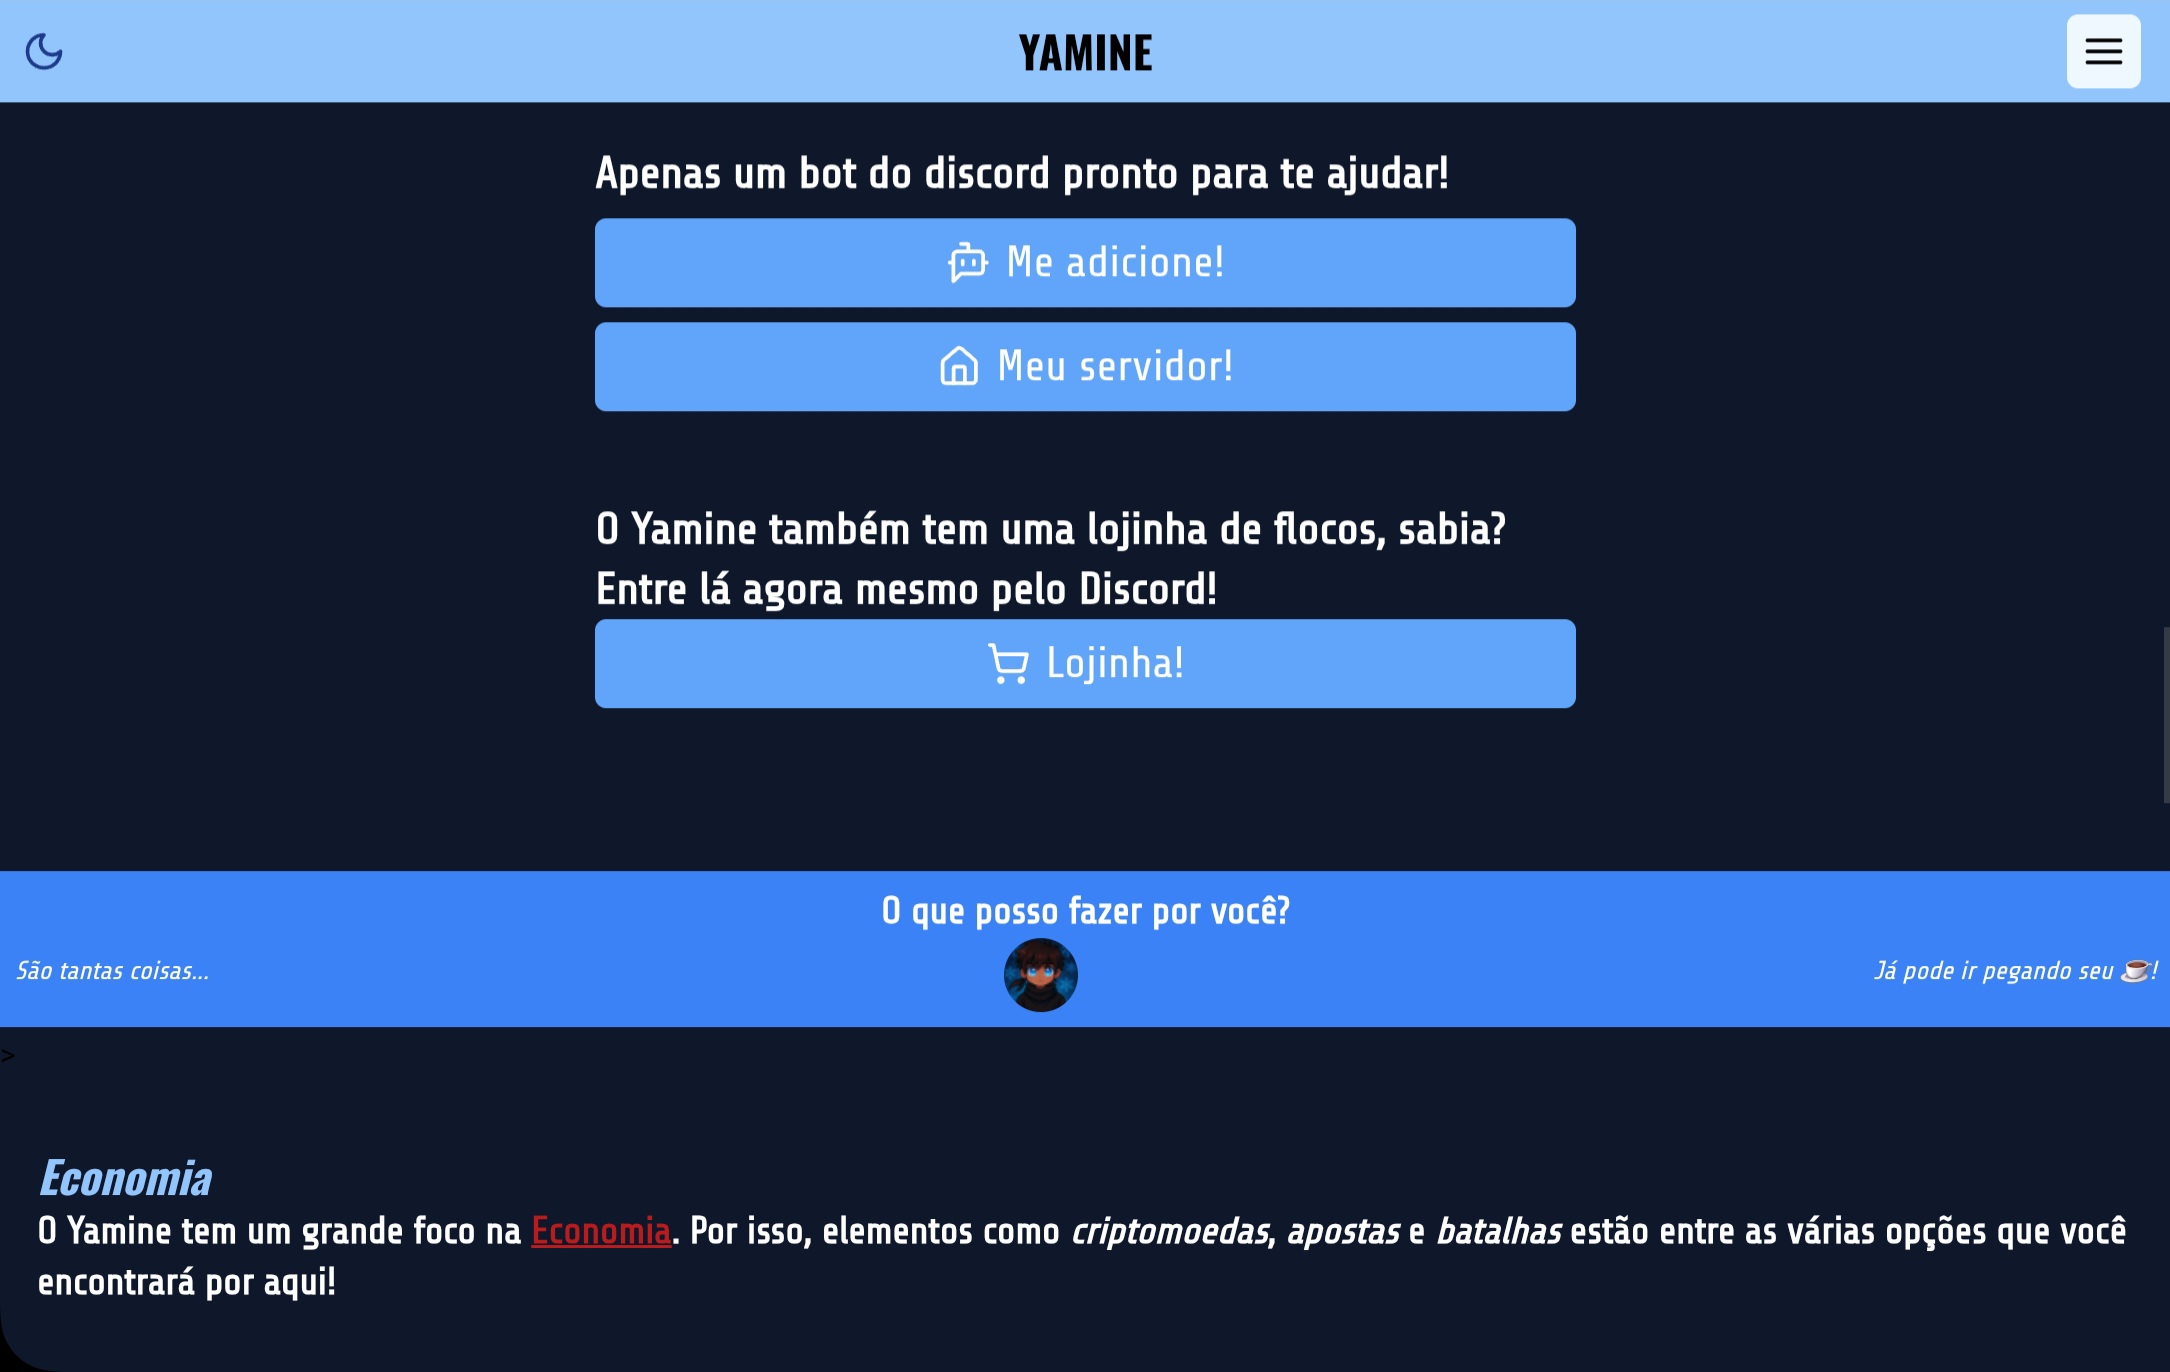 YAMINE
Apenas um bot do discord pronto para te ajudar!
Me adicione!
Meu servidor!
O Yamine também tem uma lojinha de flocos, sabia?
Entre lá agora mesmo pelo Discord!
Lojinha!
O que posso fazer por você?
São tantas coisas...
Já pode ir pegando seu ☕!
>
Economia
O Yamine tem um grande foco na Economia. Por isso, elementos como criptomoedas, apostas e batalhas estão entre as várias opções que você
encontrará por aqui!